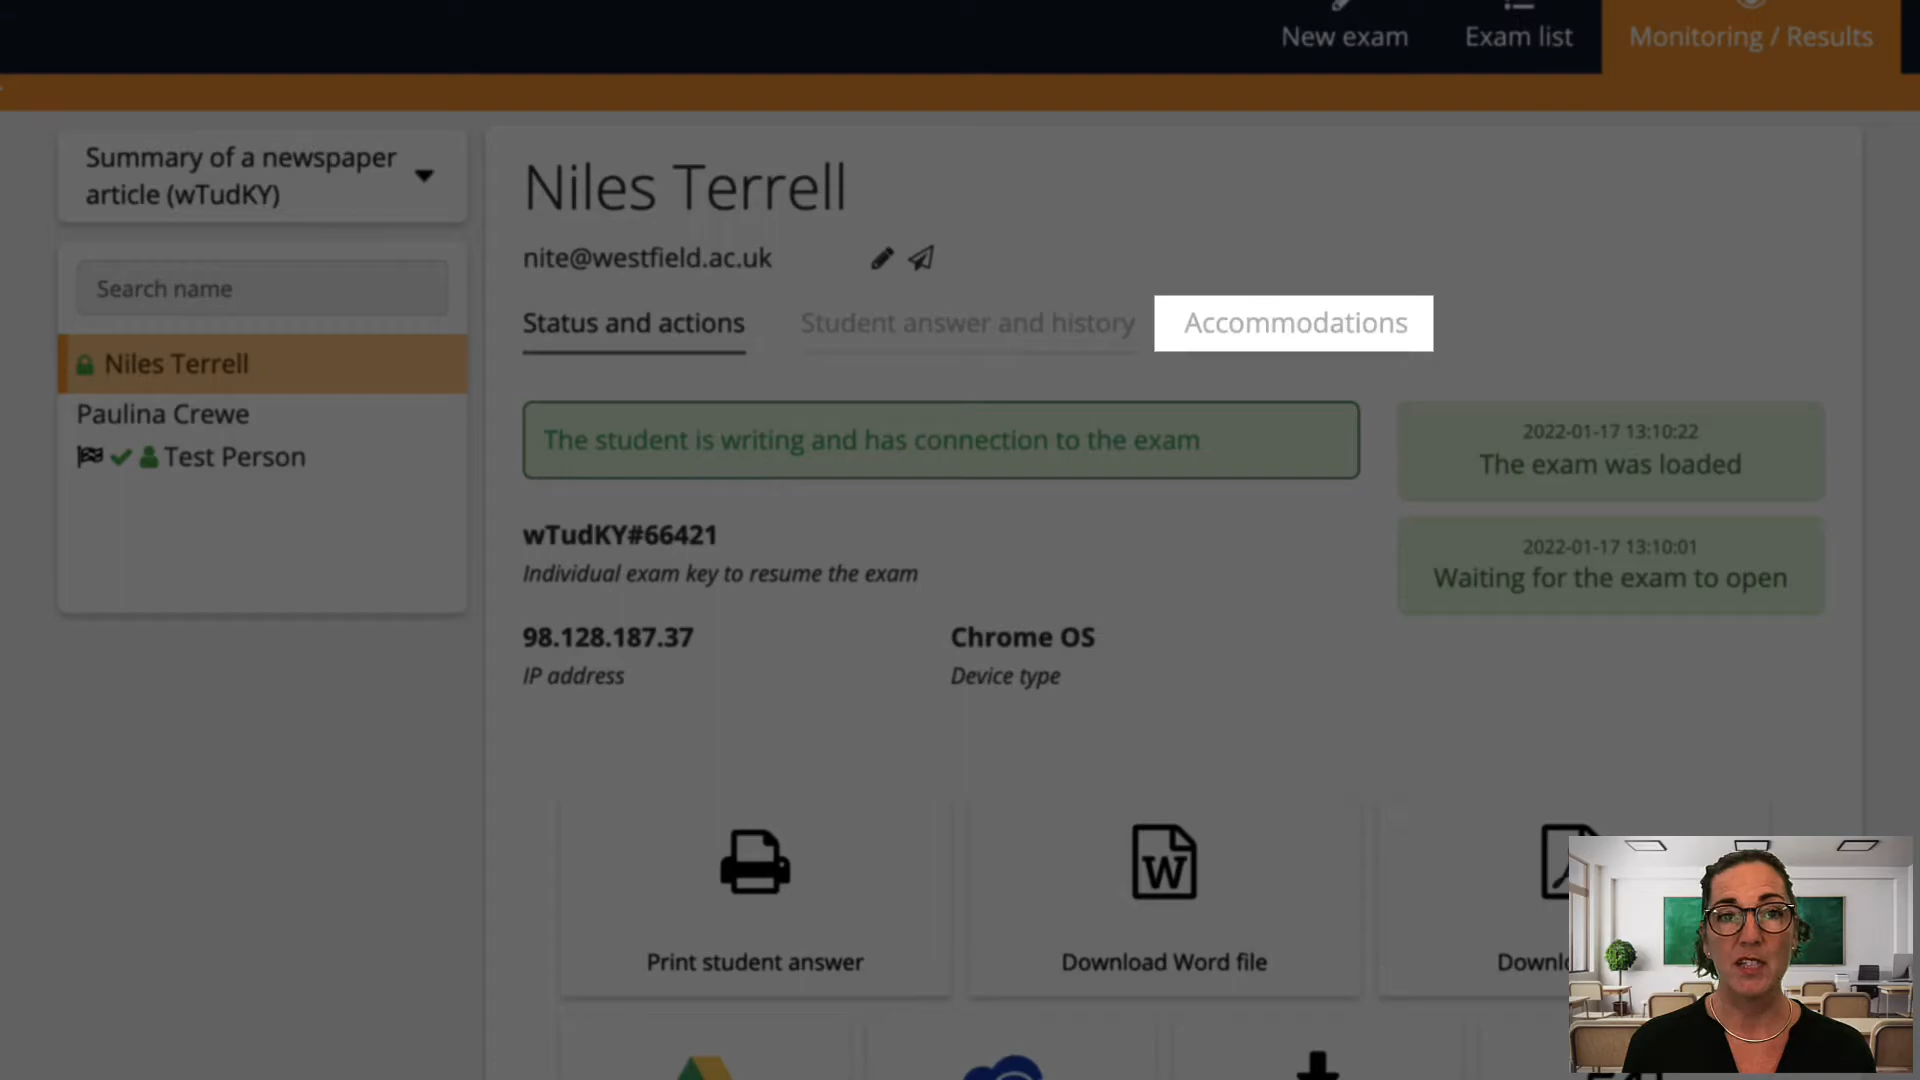 New exam
Exam list
Monitoring / Results
Summary of a newspaper
article (wTudKY)
Search name
Niles Terrell
Paulina Crewe
Test Person
Niles Terrell
nite@westfield.ac.uk
Status and actions
Student answer and history
Accommodations
The student is writing and has connection to the exam
2022-01-17 13:10:22
The exam was loaded
2022-01-17 13:10:01
Waiting for the exam to open
wTudKY#66421
Individual exam key to resume the exam
98.128.187.37
IP address
Chrome OS
Device type
Print student answer
Download Word file